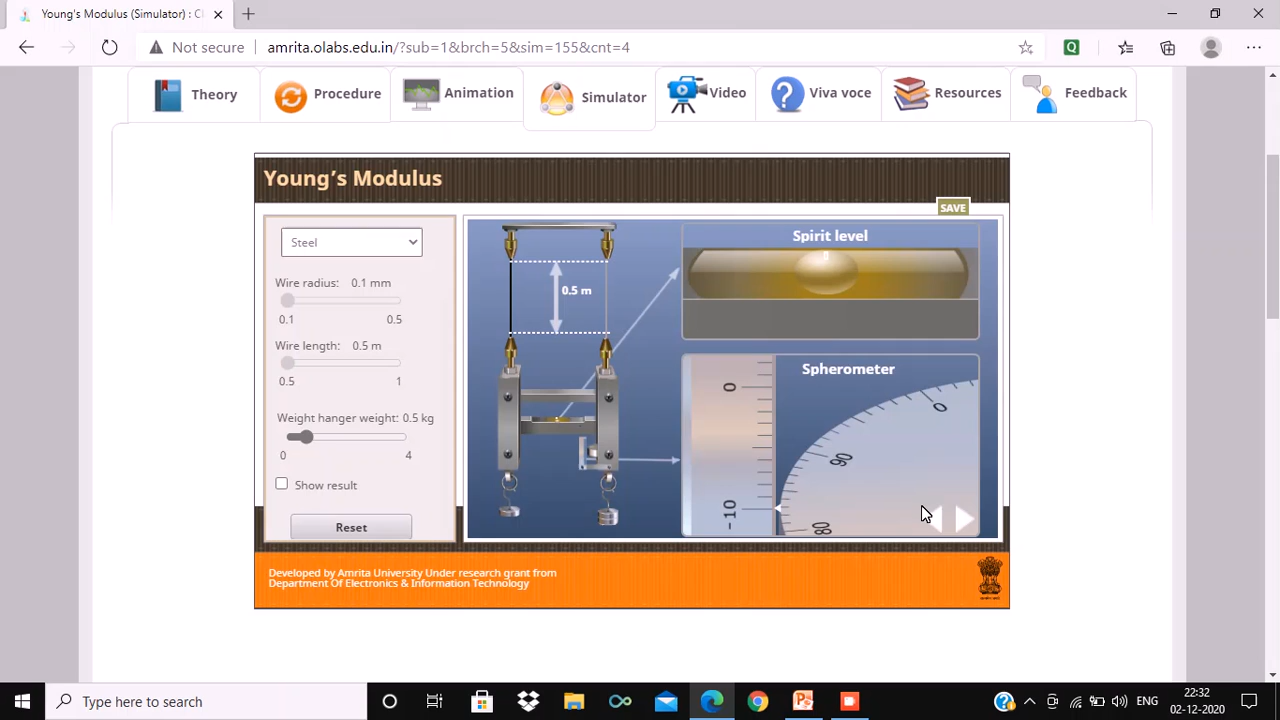 Young's Modulus (Simulator) : Cl
Not secure amrita.olabs.edu.in/?sub=1&brch=5&sim=155&cnt=4
Theory Procedure Animation Simulator Video Viva voce Resources Feedback
Young's Modulus
SAVE
Steel
Wire radius: 0.1 mm
0.1 0.5
Wire length: 0.5 m
0.5 1
Weight hanger weight: 0.5 kg
0 4
Show result
Reset
0.5 m
Spirit level
Spherometer
0
-10
0
90
80
Developed by Amrita University Under research grant from
Department Of Electronics & Information Technology
Type here to search
ENG
22:32
02-12-2020